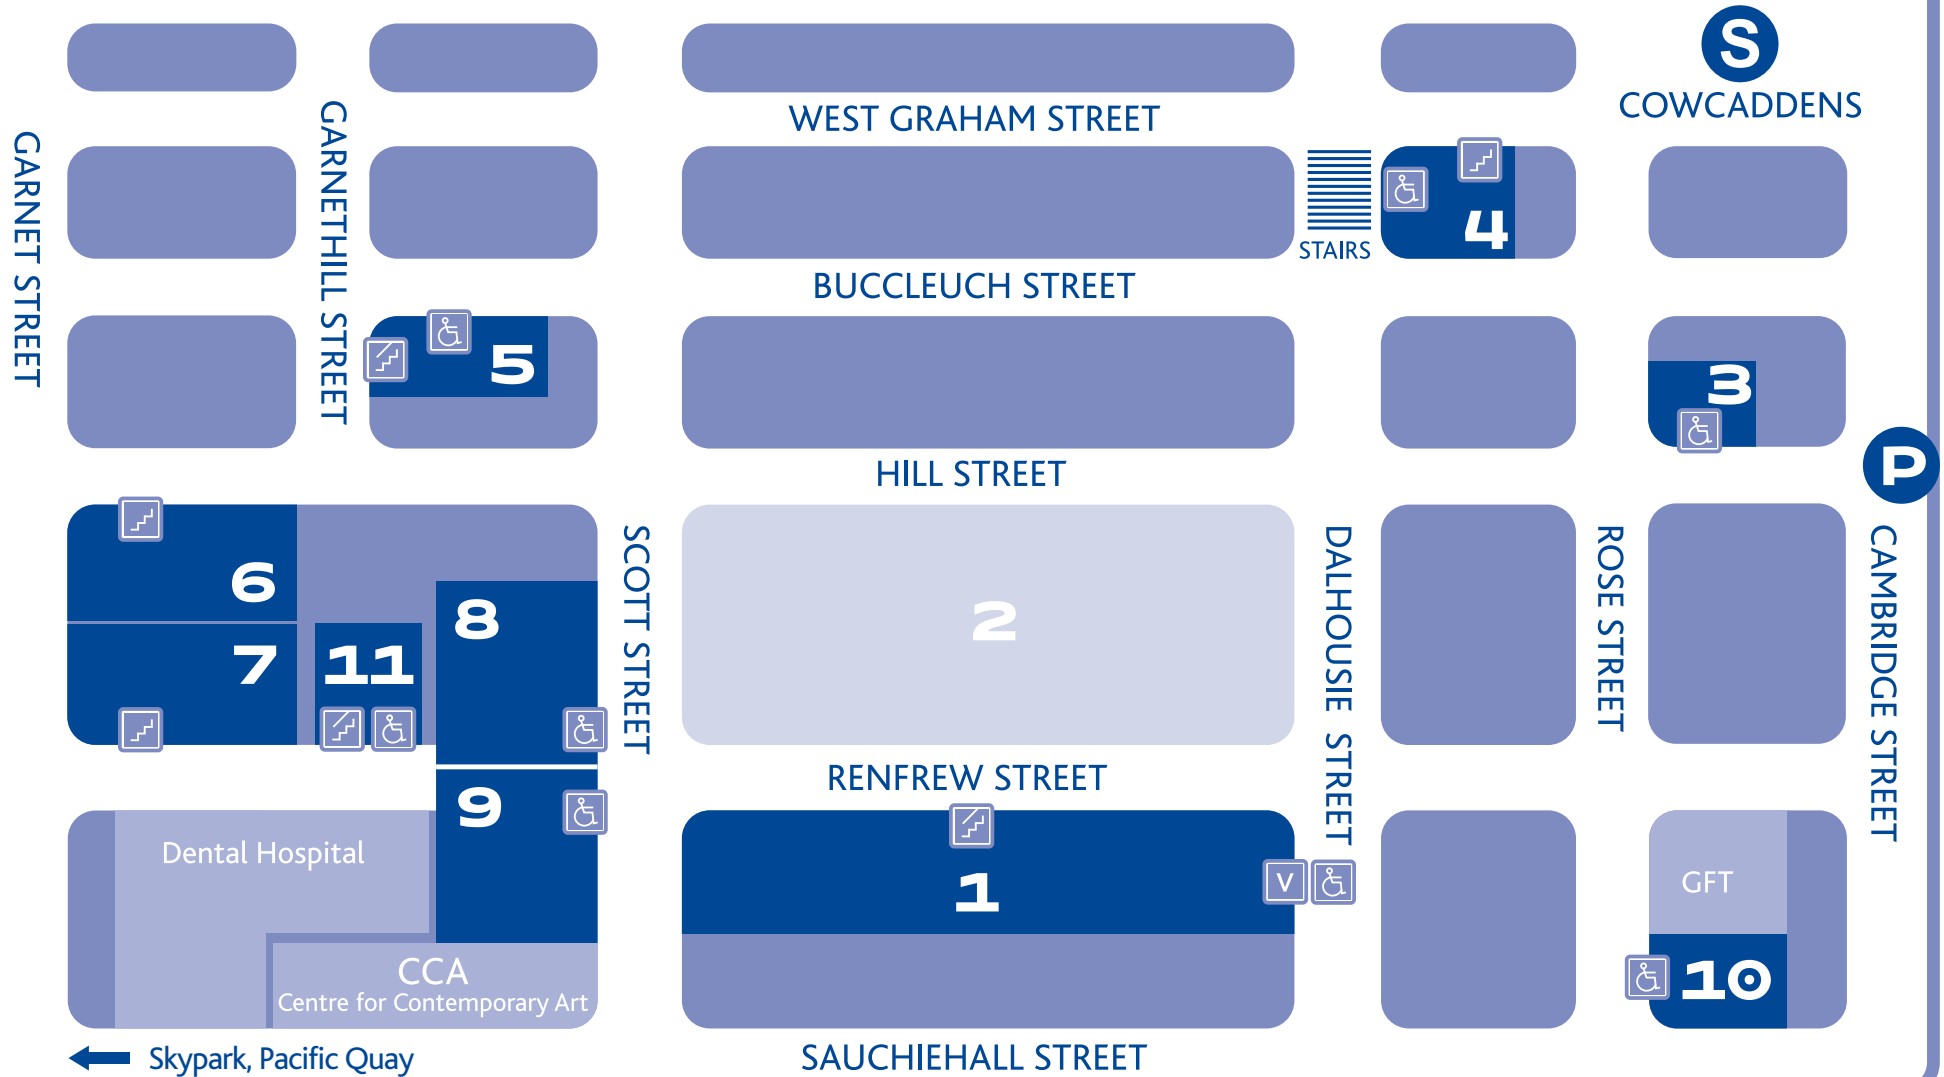 S
COWCADDENS
WEST GRAHAM STREET
GARNET STREET
GARNETHILL STREET
4
STAIRS
BUCCLEUCH STREET
5
3
P
HILL STREET
SCOTT STREET
DALHOUSIE STREET
ROSE STREET
CAMBRIDGE STREET
6
8
2
7
11
RENFREW STREET
9
Dental Hospital
1
V
GFT
CCA
Centre for Contemporary Art
10
Skypark, Pacific Quay
SAUCHIEHALL STREET